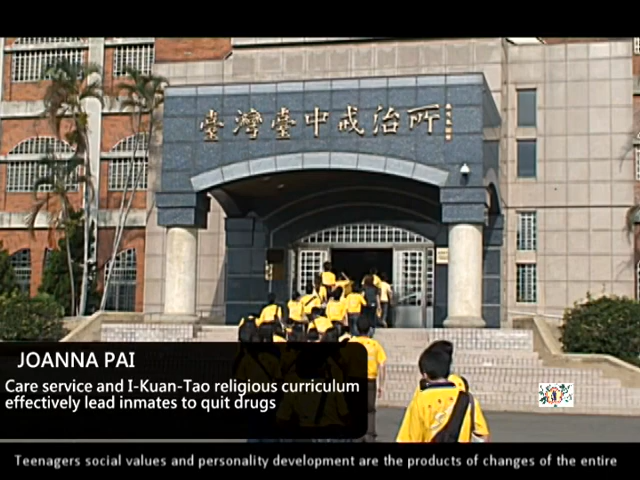 臺灣臺中戒治所
JOANNA PAI
Care service and I-Kuan-Tao religious curriculum
effectively lead inmates to quit drugs
Teenagers social values and personality development are the products of changes of the entire